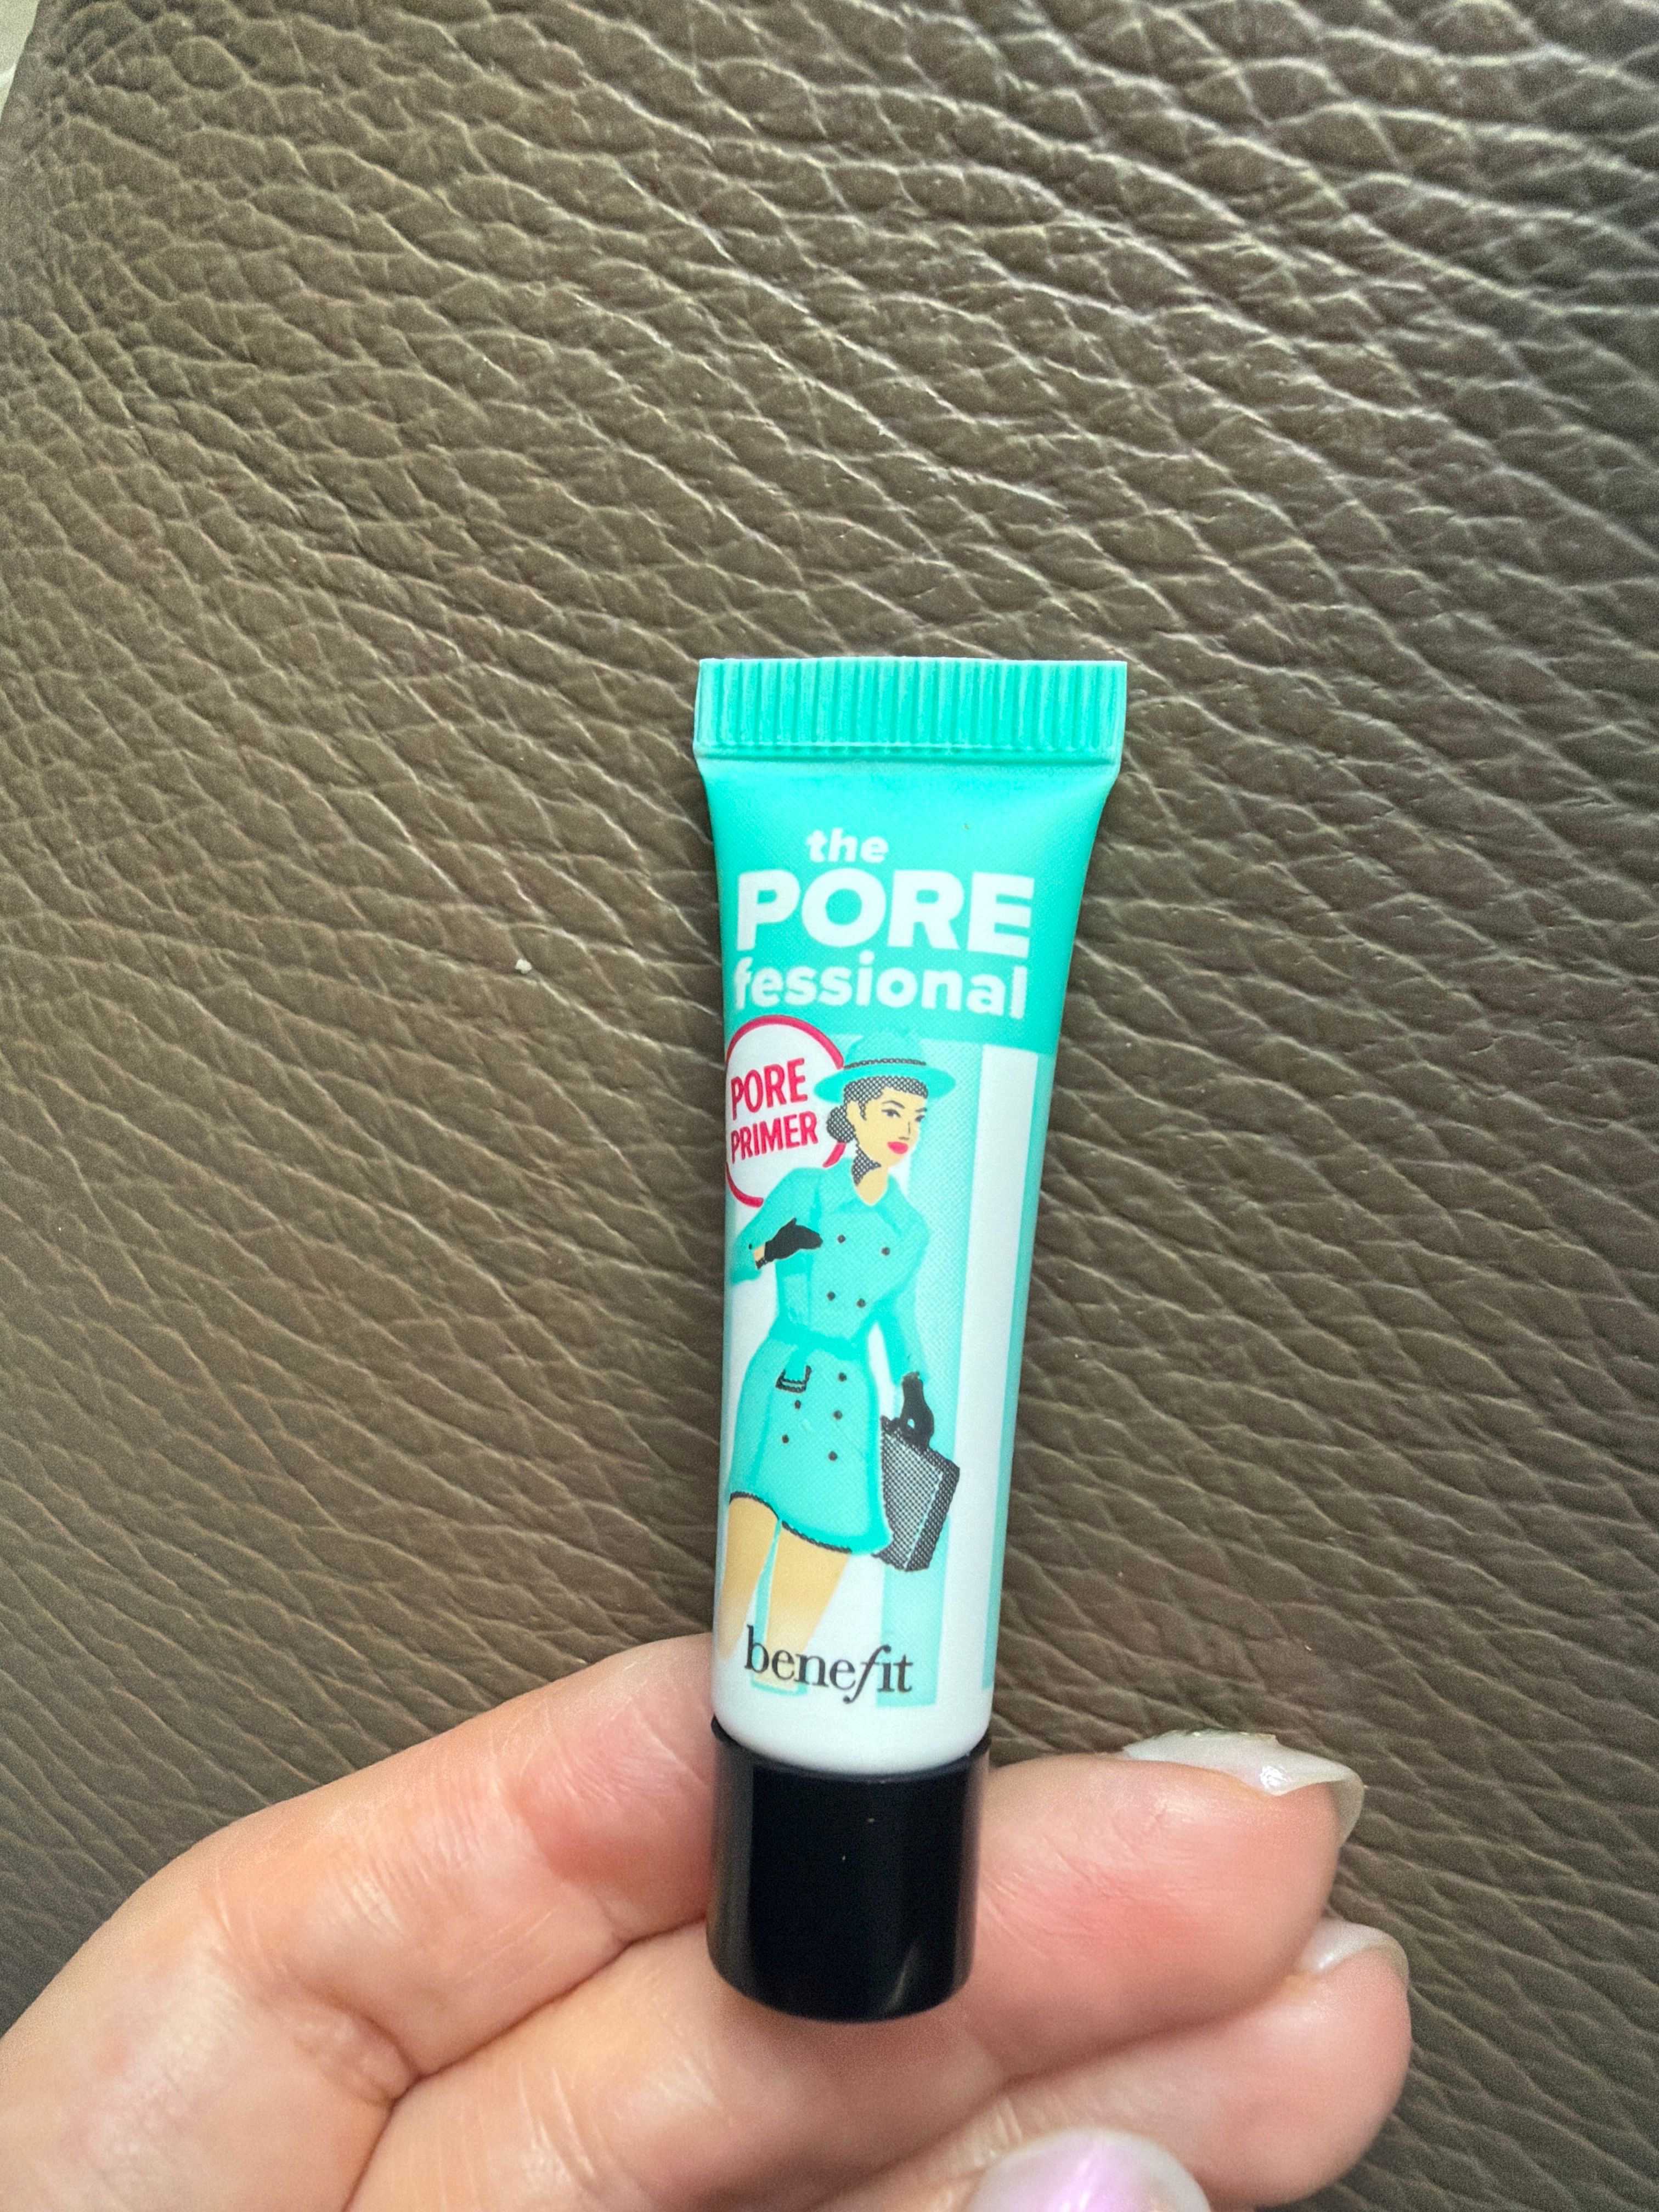 the
PORE
fessional
PORE
PRIMER
benefit